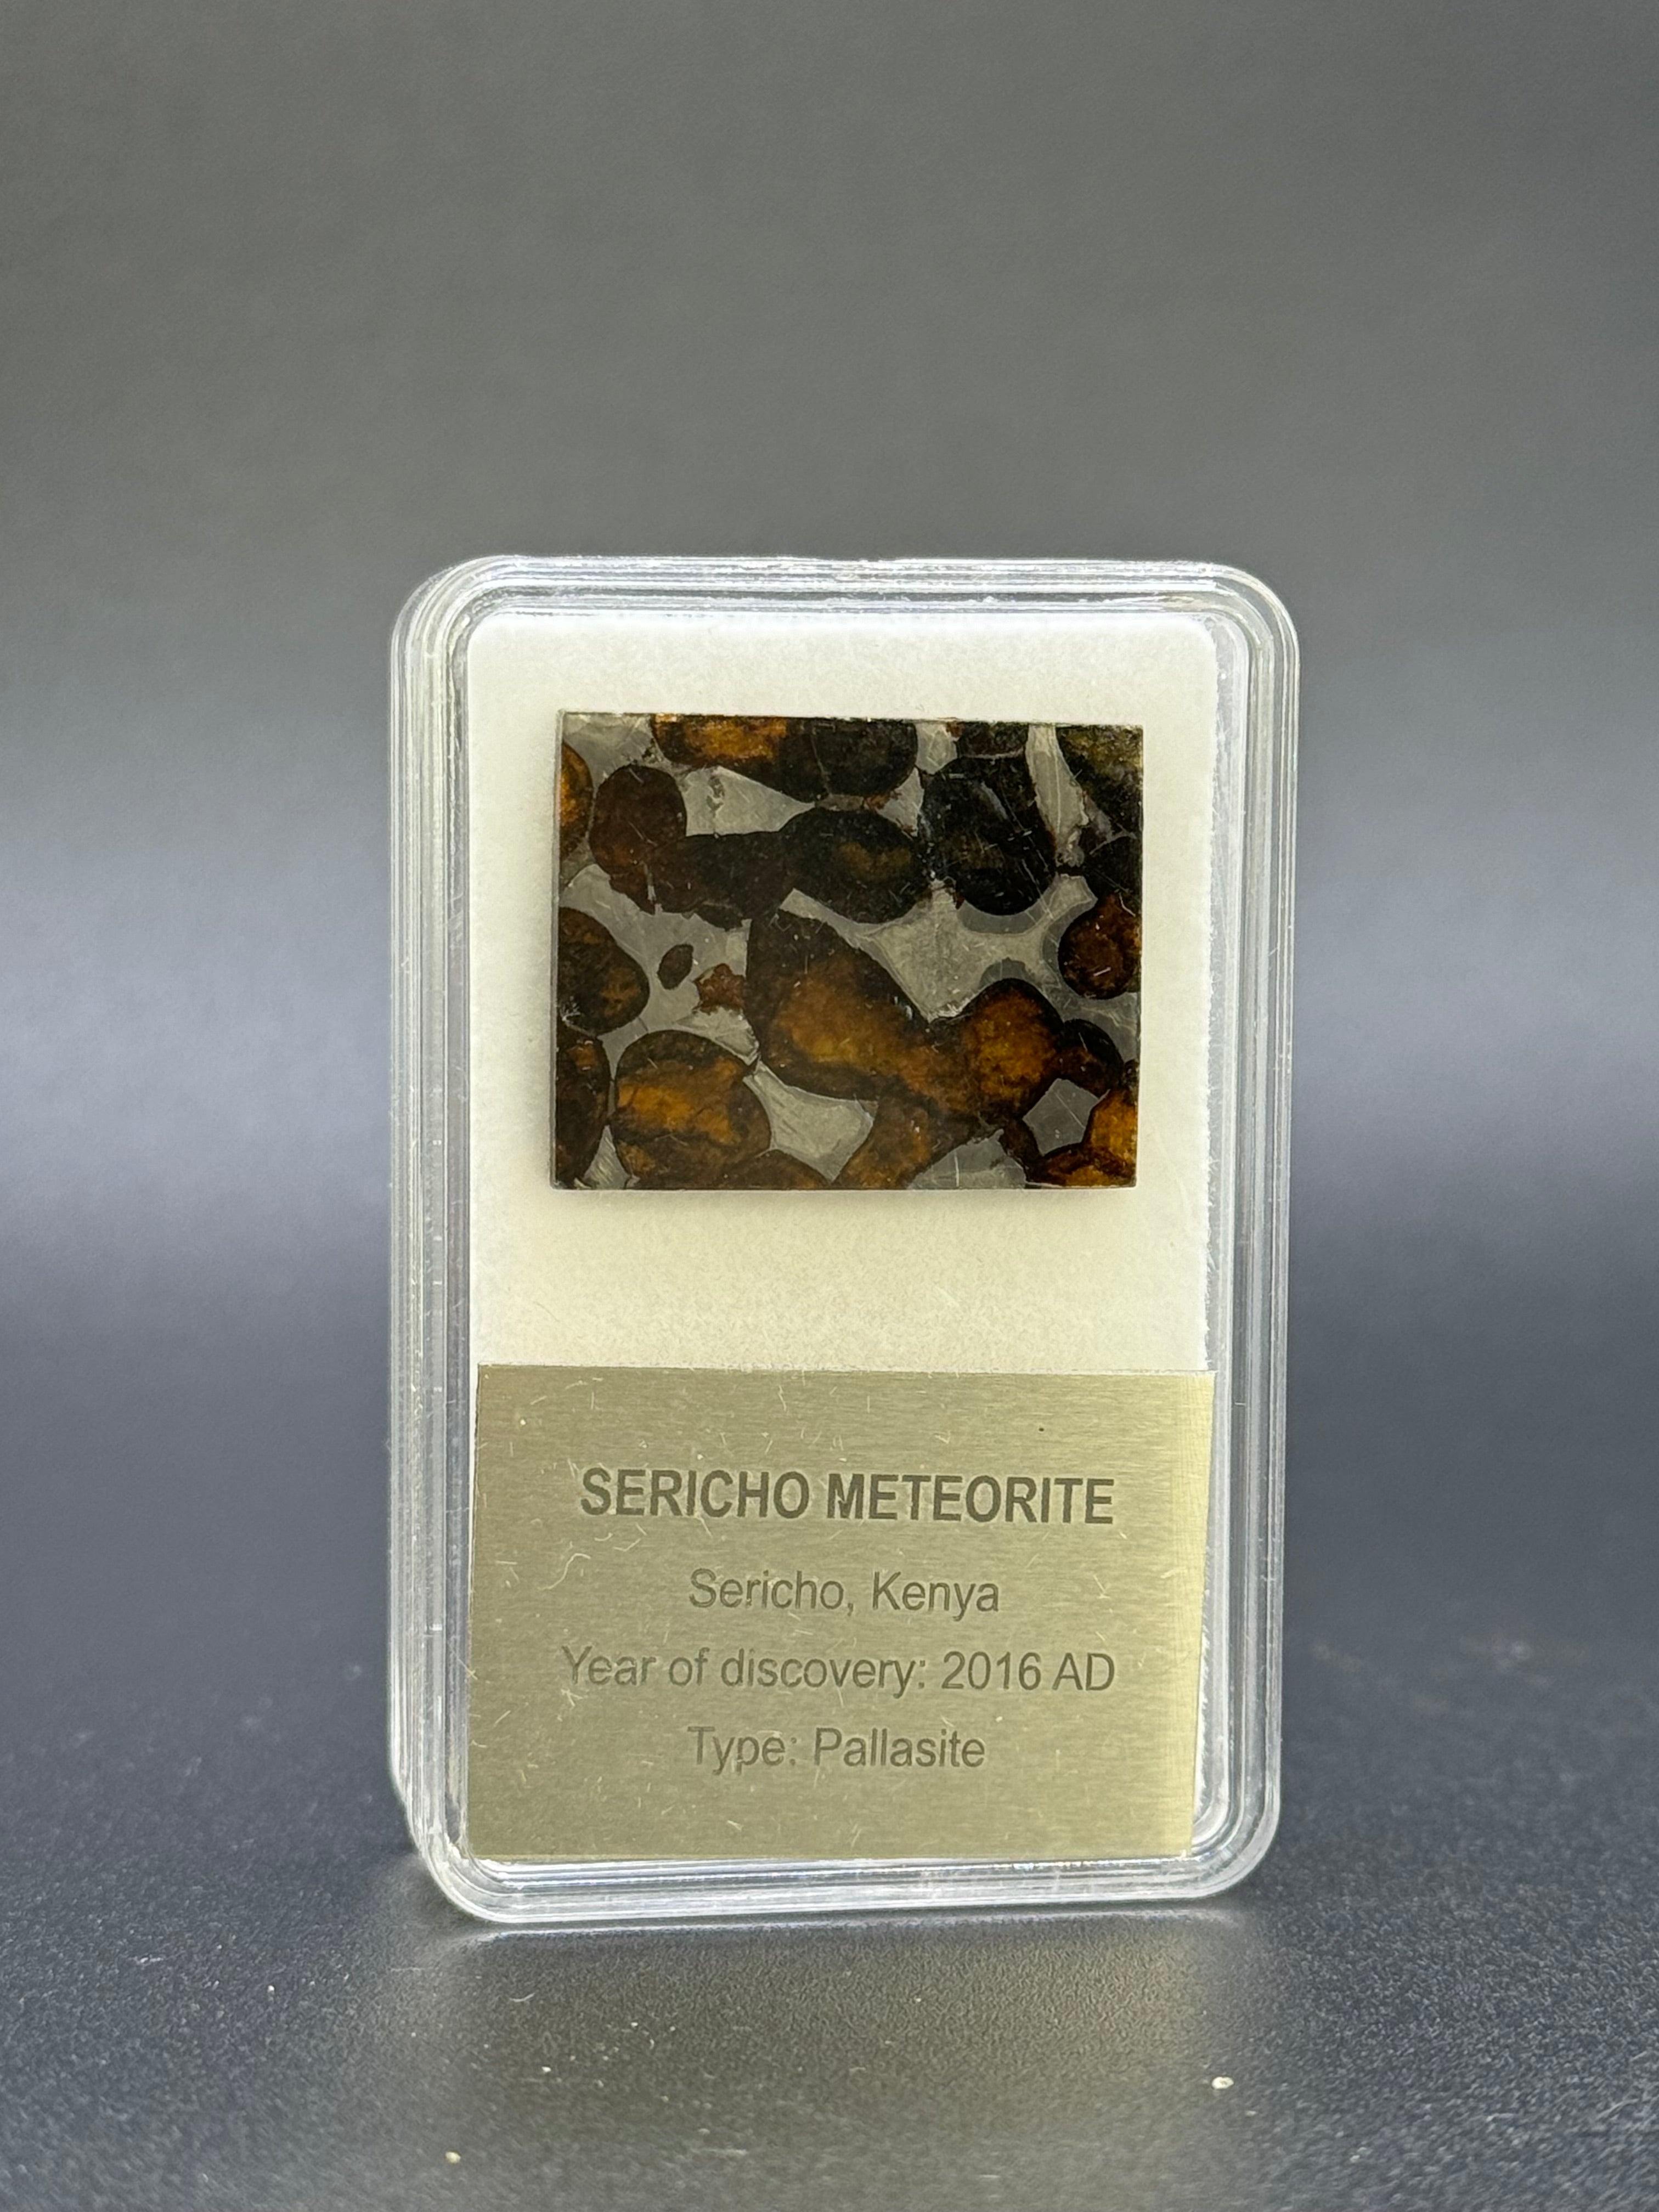 SERICHO METEORITE
Sericho, Kenya
Year of discovery: 2016 AD
Type: Pallasite